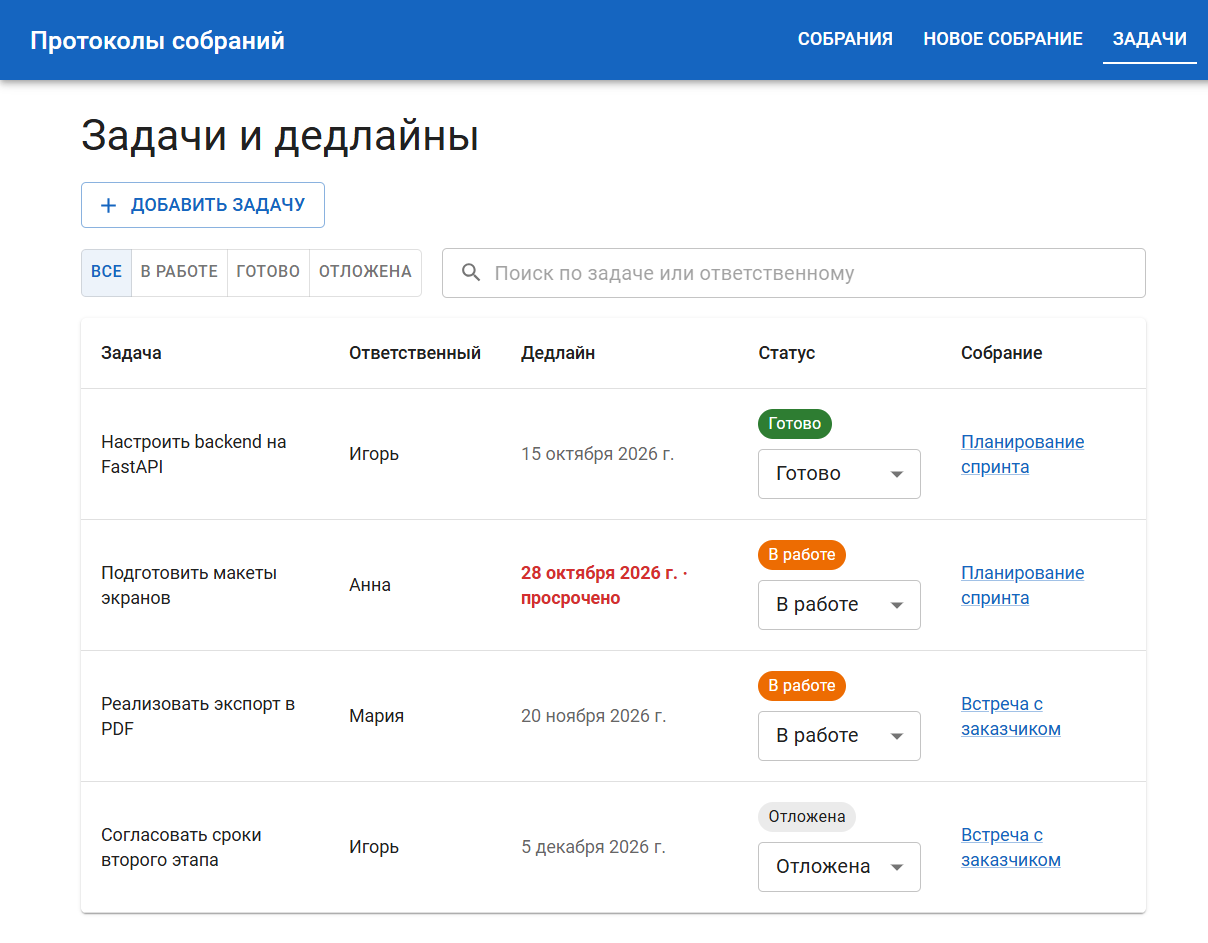 Протоколы собраний
СОБРАНИЯ
НОВОЕ СОБРАНИЕ
ЗАДАЧИ
Задачи и дедлайны
+ ДОБАВИТЬ ЗАДАЧУ
ВСЕ
В РАБОТЕ
ГОТОВО
ОТЛОЖЕНА
Поиск по задаче или ответственному
Задача
Ответственный
Дедлайн
Статус
Собрание
Настроить backend на
FastAPI
Игорь
15 октября 2026 г.
Готово
Готово
Планирование
спринта
Подготовить макеты
экранов
Анна
28 октября 2026 г. ·
просрочено
В работе
В работе
Планирование
спринта
Реализовать экспорт в
PDF
Мария
20 ноября 2026 г.
В работе
В работе
Встреча с
заказчиком
Согласовать сроки
второго этапа
Игорь
5 декабря 2026 г.
Отложена
Отложена
Встреча с
заказчиком